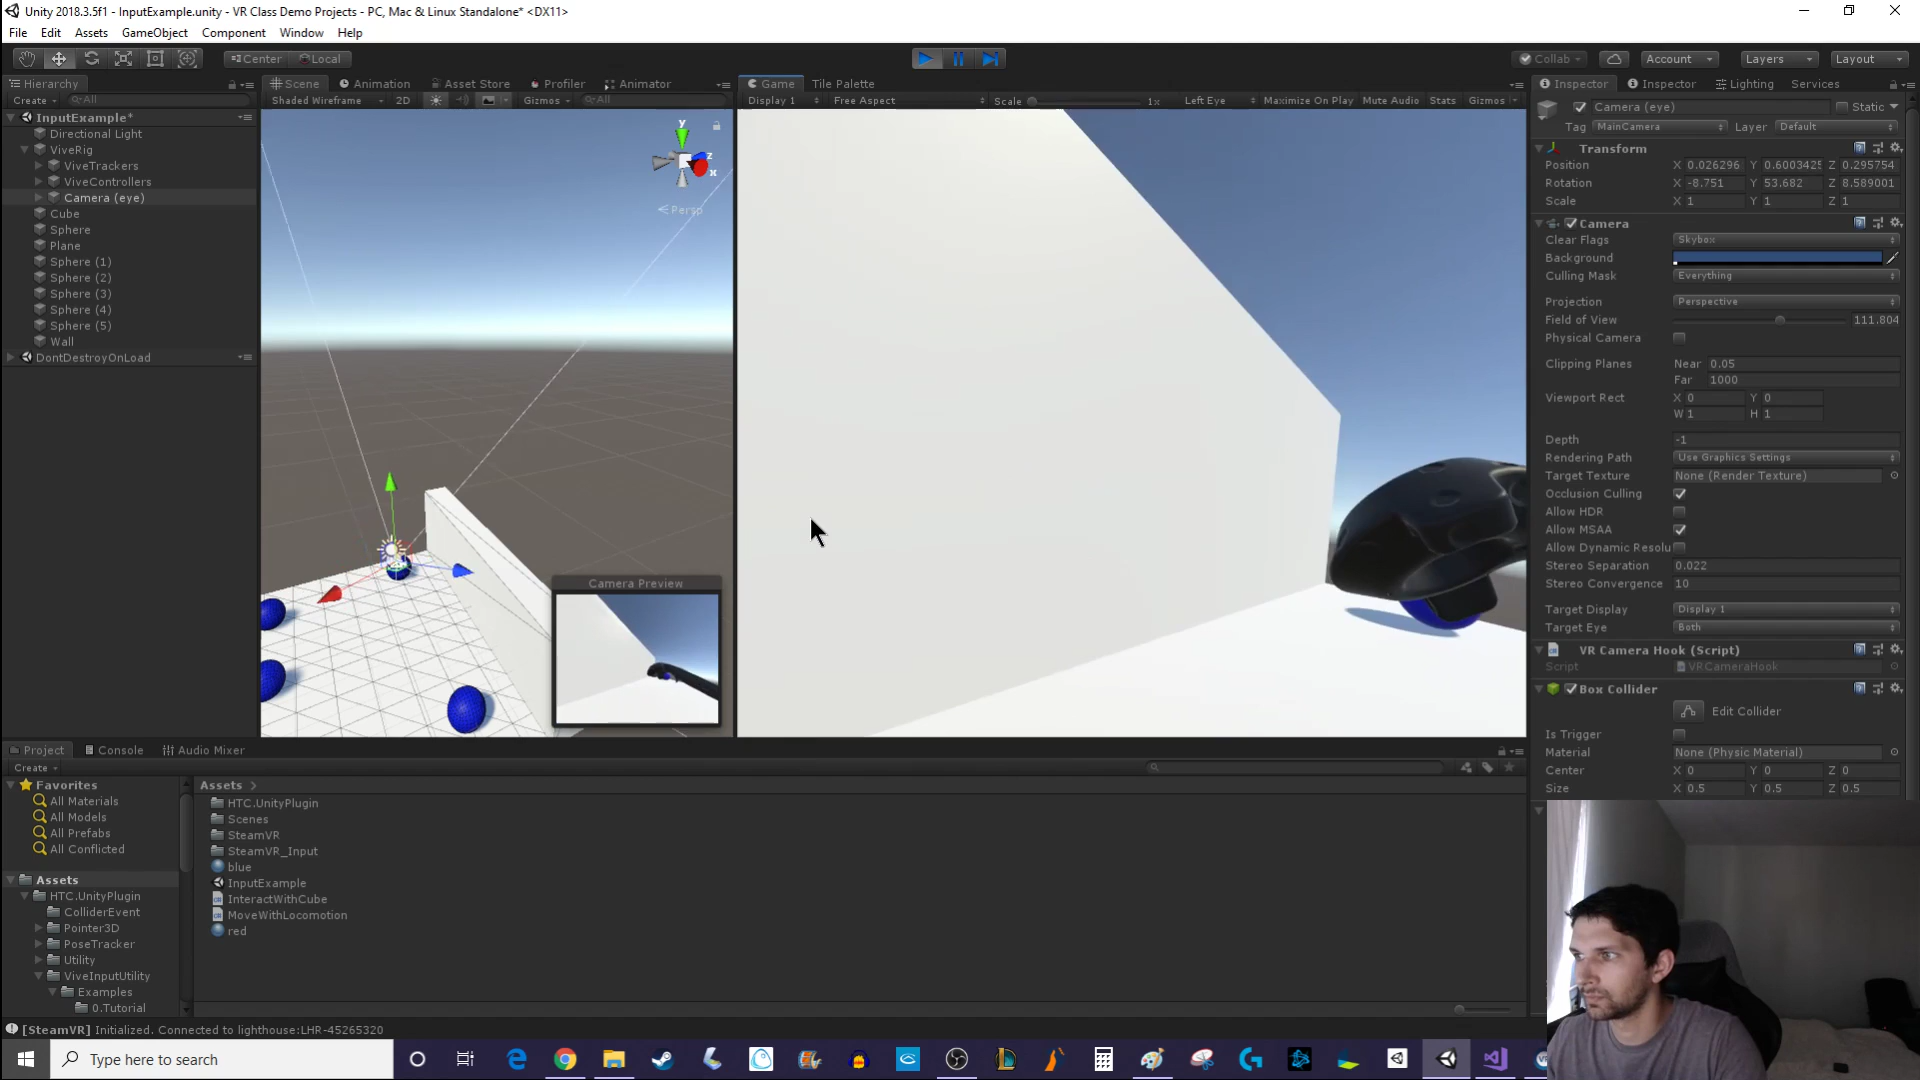 Unity 2018.3.5f1 - InputExample.unity - VR Class Demo Projects - PC, Mac & Linux Standalone* <DX11>
File Edit Assets GameObject Component Window Help
Center Local
Collab Account Layers Layout
Hierarchy
Create All
InputExample*
Directional Light
ViveRig
ViveTrackers
ViveControllers
Camera (eye)
Cube
Sphere
Plane
Sphere (1)
Sphere (2)
Sphere (3)
Sphere (4)
Sphere (5)
Wall
DontDestroyOnLoad
Scene Animation Asset Store Profiler Animator
Shaded Wireframe 2D Gizmos All
y
z
x
Persp
Camera Preview
Game Tile Palette
Display 1 Free Aspect Scale 1x Left Eye Maximize On Play Mute Audio Stats Gizmos
Inspector Inspector Lighting Services
Camera (eye) Static
Tag MainCamera Layer Default
Transform
Position X 0.026296 Y 0.6003425 Z 0.295754
Rotation X -8.751 Y 53.682 Z 8.589001
Scale X 1 Y 1 Z 1
Camera
Clear Flags Skybox
Background
Culling Mask Everything
Projection Perspective
Field of View 111.804
Physical Camera
Clipping Planes Near 0.05
Far 1000
Viewport Rect X 0 Y 0
W 1 H 1
Depth -1
Rendering Path Use Graphics Settings
Target Texture None (Render Texture)
Occlusion Culling
Allow HDR
Allow MSAA
Allow Dynamic Resolu
Stereo Separation 0.022
Stereo Convergence 10
Target Display Display 1
Target Eye Both
VR Camera Hook (Script)
Script VRCameraHook
Box Collider
Edit Collider
Is Trigger
Material None (Physic Material)
Center X 0 Y 0 Z 0
Size X 0.5 Y 0.5 Z 0.5
Project Console Audio Mixer
Create
Favorites
All Materials
All Models
All Prefabs
All Conflicted
Assets
HTC.UnityPlugin
ColliderEvent
Pointer3D
PoseTracker
Utility
ViveInputUtility
Examples
0.Tutorial
Assets
HTC.UnityPlugin
Scenes
SteamVR
SteamVR_Input
blue
InputExample
InteractWithCube
MoveWithLocomotion
red
[SteamVR] Initialized. Connected to lighthouse:LHR-45265320
Type here to search